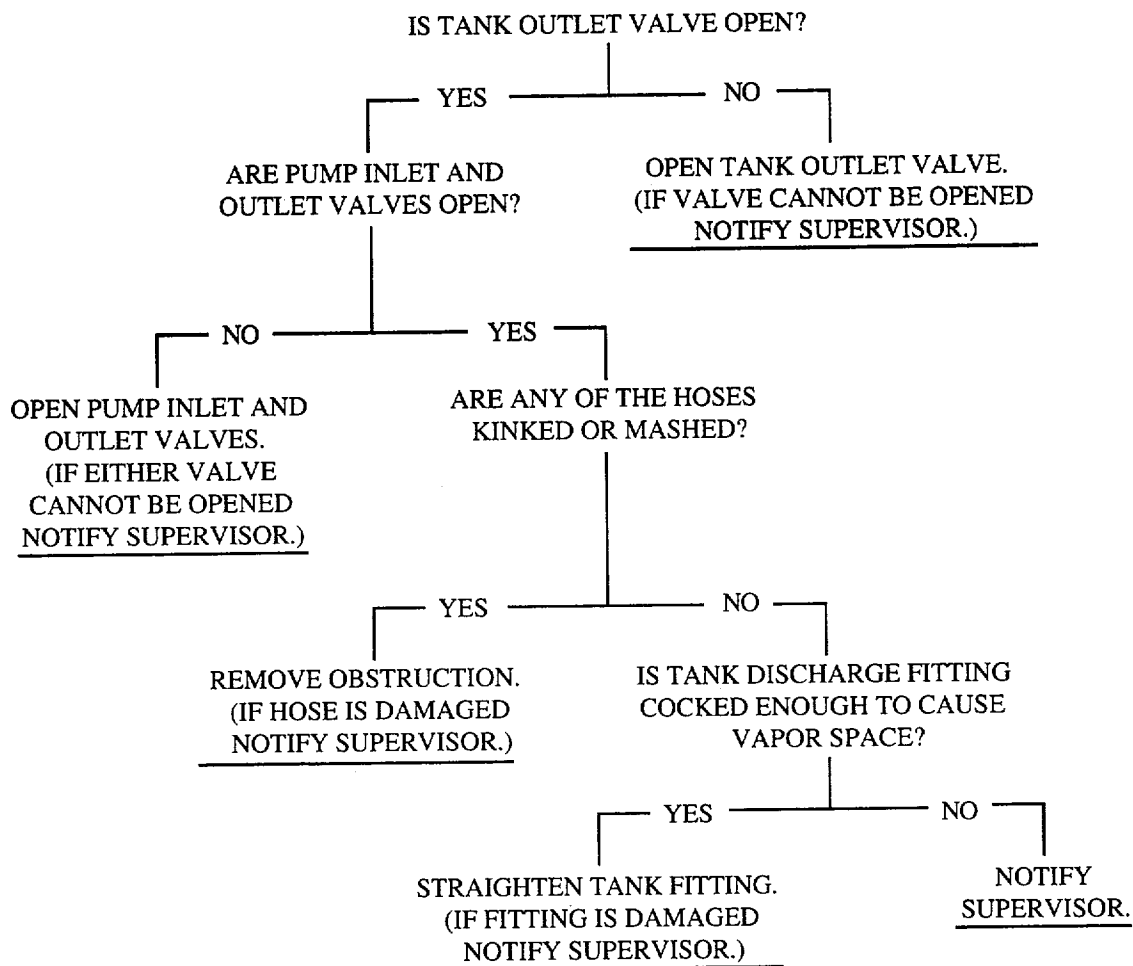 IS TANK OUTLET VALVE OPEN?
YES
NO
ARE PUMP INLET AND
OUTLET VALVES OPEN?
OPEN TANK OUTLET VALVE.
(IF VALVE CANNOT BE OPENED
NOTIFY SUPERVISOR.)
NO
YES
OPEN PUMP INLET AND
OUTLET VALVES.
(IF EITHER VALVE
CANNOT BE OPENED
NOTIFY SUPERVISOR.)
ARE ANY OF THE HOSES
KINKED OR MASHED?
YES
NO
REMOVE OBSTRUCTION.
(IF HOSE IS DAMAGED
NOTIFY SUPERVISOR.)
IS TANK DISCHARGE FITTING
COCKED ENOUGH TO CAUSE
VAPOR SPACE?
YES
NO
STRAIGHTEN TANK FITTING.
(IF FITTING IS DAMAGED
NOTIFY SUPERVISOR.)
NOTIFY
SUPERVISOR.